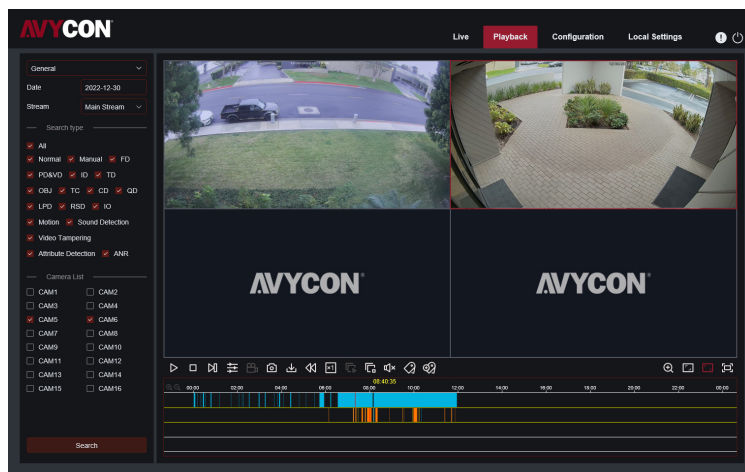 AVYCON
Live Playback Configuration Local Settings
General
Date 2022-12-30
Stream Main Stream
Search type
All
Normal Manual FD
PD&VD ID TD
OBJ TC CD QD
LPD RSD IO
Motion Sound Detection
Video Tampering
Attribute Detection ANR
Camera List
CAM1 CAM2
CAM3 CAM4
CAM5 CAM6
CAM7 CAM8
CAM9 CAM10
CAM11 CAM12
CAM13 CAM14
CAM15 CAM16
Search
AVYCON AVYCON
x1
08:40:35
00:00 02:00 04:00 06:00 08:00 10:00 12:00 14:00 16:00 18:00 20:00 22:00 00:00